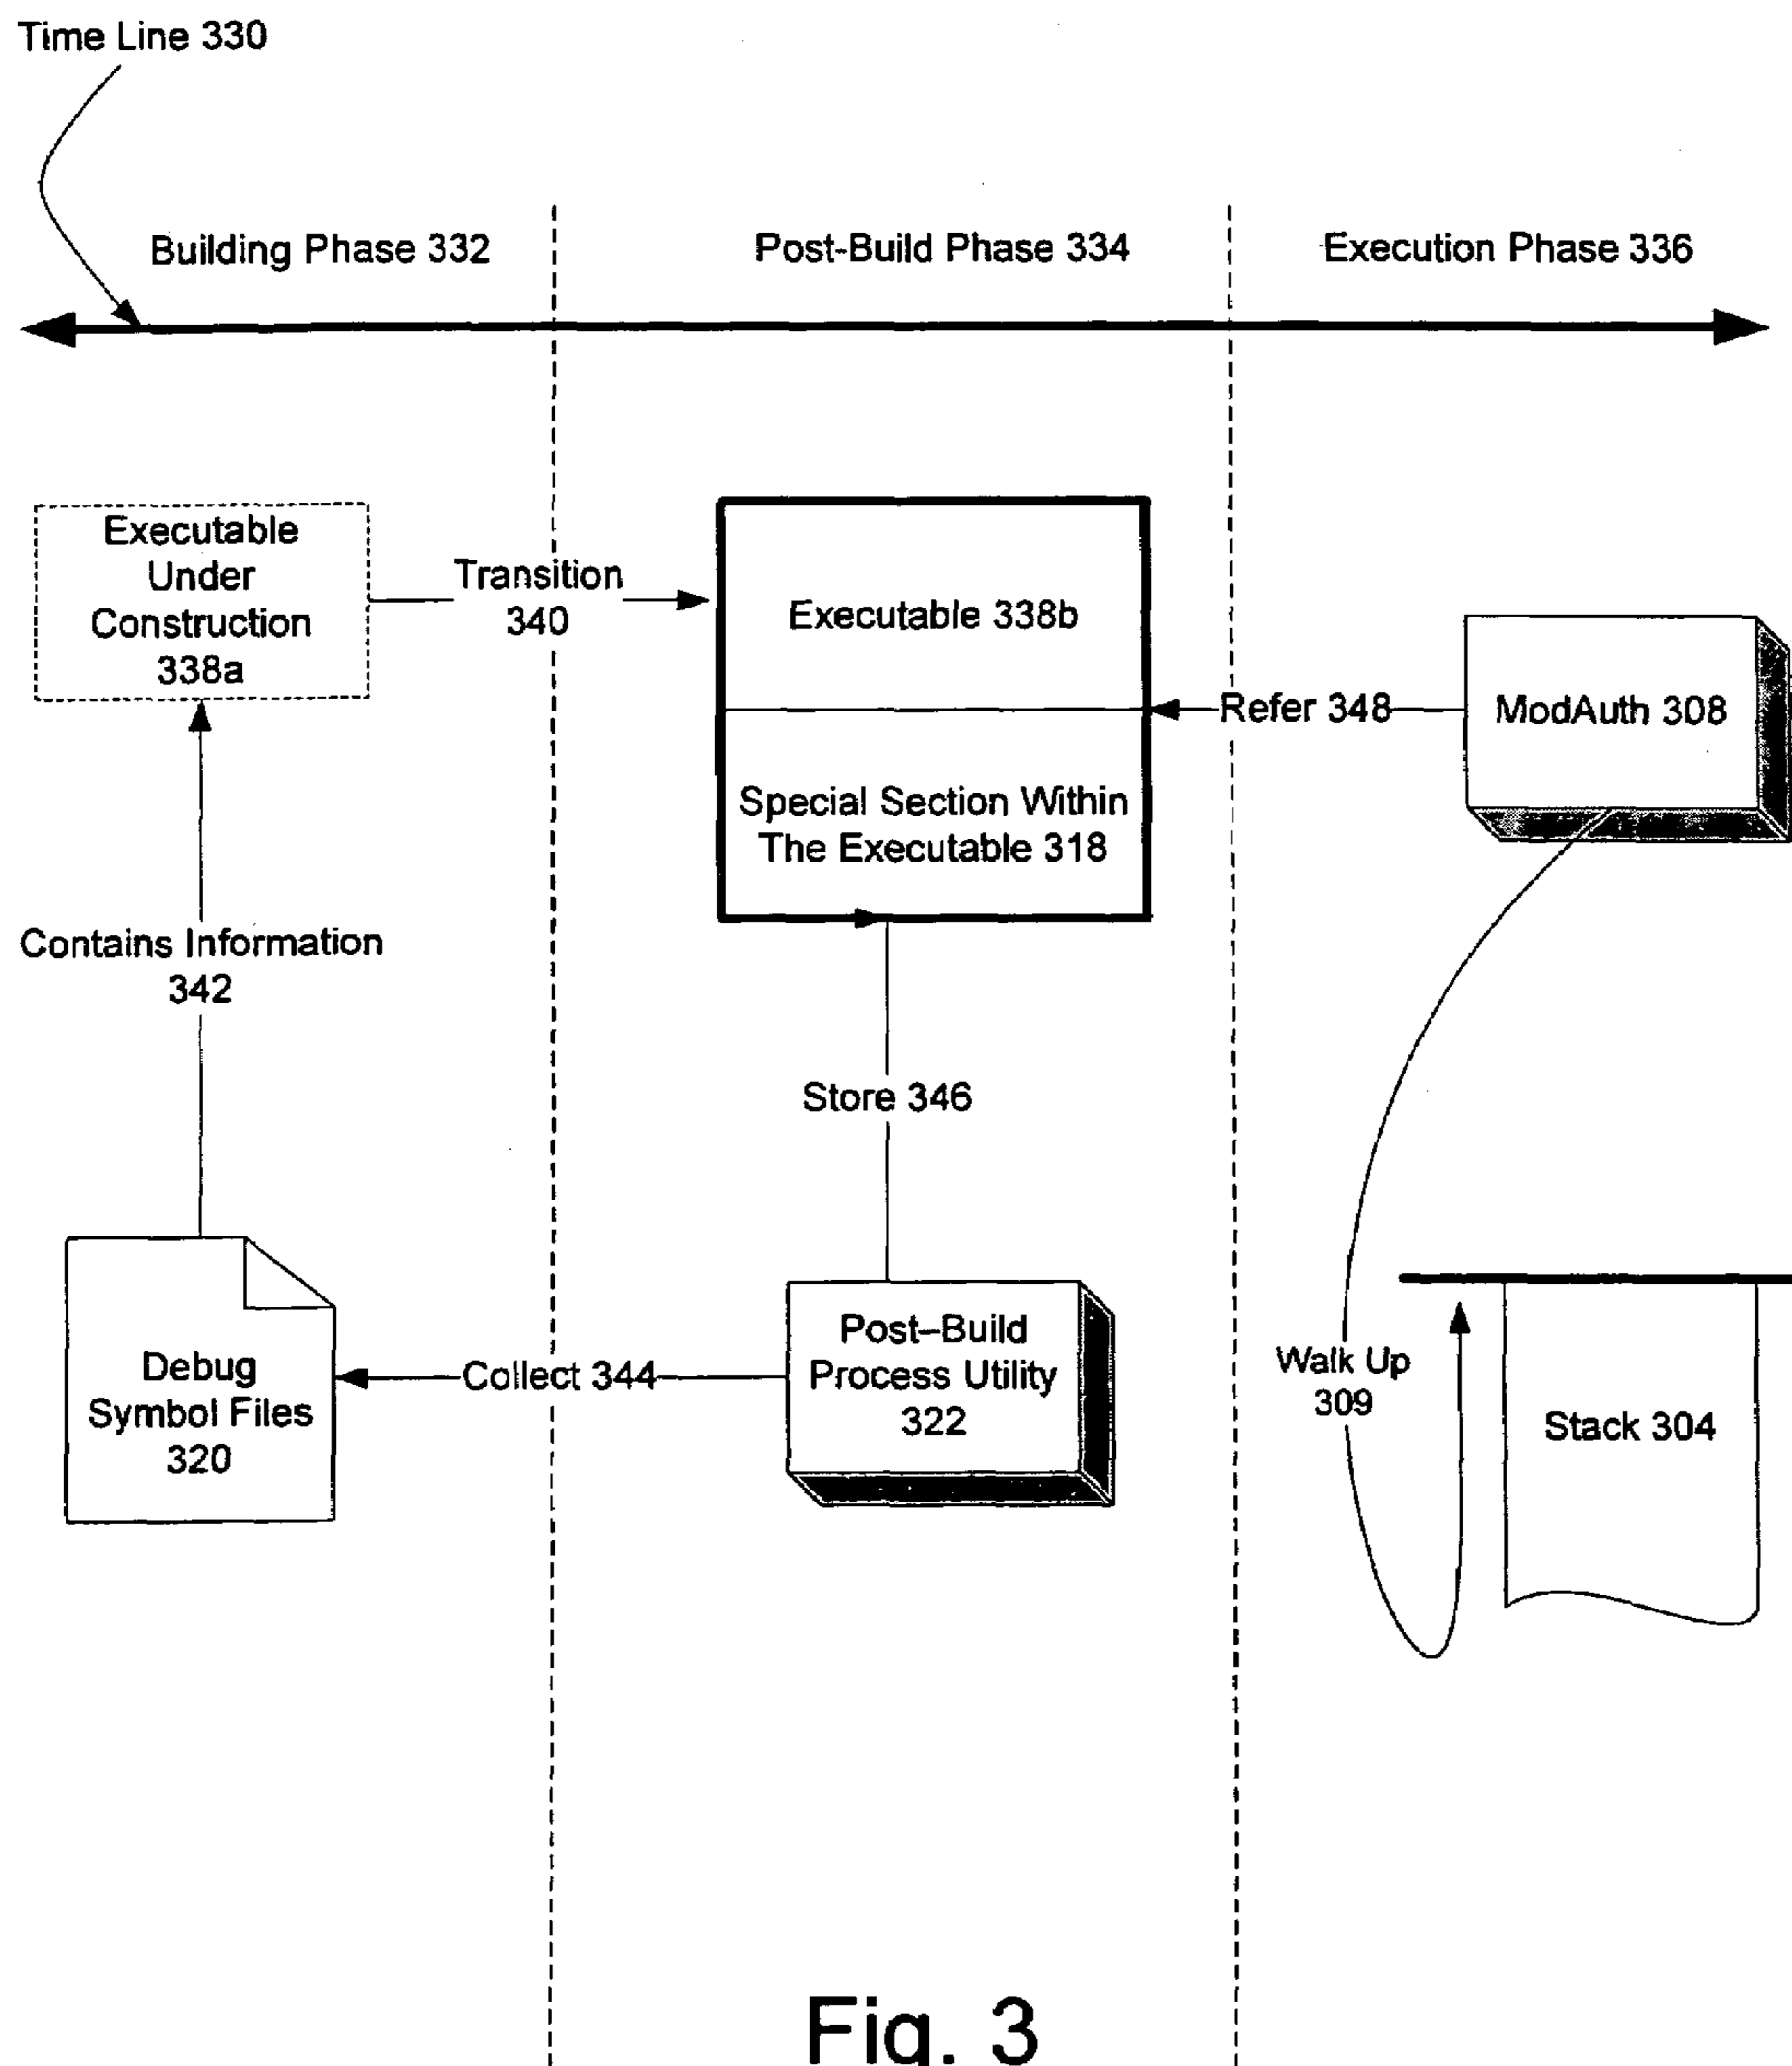 Time Line 330
Building Phase 332
Post-Build Phase 334
Execution Phase 336
Executable
Under
Construction
338a
Transition
340
Executable 338b
Special Section Within
The Executable 318
Refer 348
ModAuth 308
Contains Information
342
Store 346
Debug
Symbol Files
320
Collect 344
Post–Build
Process Utility
322
Walk Up
309
Stack 304
Fig. 3